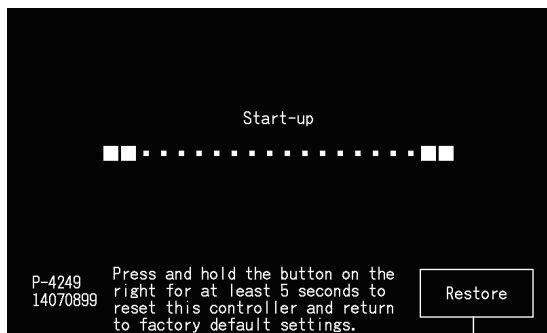 Start-up
P-4249
14070899
Press and hold the button on the
right for at least 5 seconds to
reset this controller and return
to factory default settings.
Restore